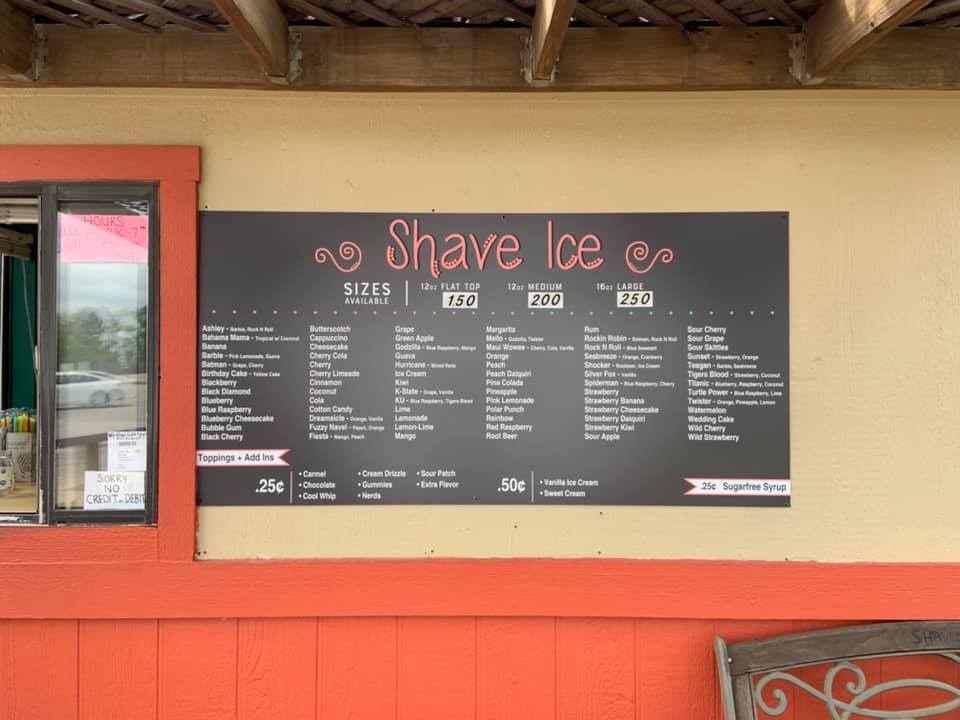 HOURS
SORRY
NO
CREDIT or DEBIT
Shave Ice
SIZES
AVAILABLE
12oz FLAT TOP
150
12oz MEDIUM
200
16oz LARGE
250
Ashley - Barbie, Rock N Roll
Bahama Mama - Tropical w/ Coconut
Banana
Barbie - Pink Lemonade, Guava
Batman - Grape, Cherry
Birthday Cake - Yellow Cake
Blackberry
Black Diamond
Blueberry
Blue Raspberry
Blueberry Cheesecake
Bubble Gum
Black Cherry
Butterscotch
Cappuccino
Cheesecake
Cherry Cola
Cherry
Cherry Limeade
Cinnamon
Coconut
Cola
Cotton Candy
Dreamsicle - Orange, Vanilla
Fuzzy Navel - Peach, Orange
Fiesta - Mango, Peach
Grape
Green Apple
Godzilla - Blue Raspberry, Mango
Guava
Hurricane - Mixed Reds
Ice Cream
Kiwi
K-State - Grape, Vanilla
KU - Blue Raspberry, Tigers Blood
Lime
Lemonade
Lemon-Lime
Mango
Margarita
Mello - Godzilla, Twister
Maui Wowee - Cherry, Cola, Vanilla
Orange
Peach
Peach Daiquiri
Pina Colada
Pineapple
Pink Lemonade
Polar Punch
Rainbow
Red Raspberry
Root Beer
Rum
Rockin Robin - Batman, Rock N Roll
Rock N Roll - Blue Sweetart
Seabreeze - Orange, Cranberry
Shocker - Blueberry, Ice Cream
Silver Fox - Vanilla
Spiderman - Blue Raspberry, Cherry
Strawberry
Strawberry Banana
Strawberry Cheesecake
Strawberry Daiquiri
Strawberry Kiwi
Sour Apple
Sour Cherry
Sour Grape
Sour Skittles
Sunset - Strawberry, Orange
Teagan - Barbie, Seabreeze
Tigers Blood - Strawberry, Coconut
Titanic - Blueberry, Raspberry, Coconut
Turtle Power - Blue Raspberry, Lime
Twister - Orange, Pineapple, Lemon
Watermelon
Wedding Cake
Wild Cherry
Wild Strawberry
Toppings + Add Ins
.25¢
• Carmel
• Chocolate
• Cool Whip
• Cream Drizzle
• Gummies
• Nerds
• Sour Patch
• Extra Flavor
.50¢
• Vanilla Ice Cream
• Sweet Cream
.25¢ Sugarfree Syrup